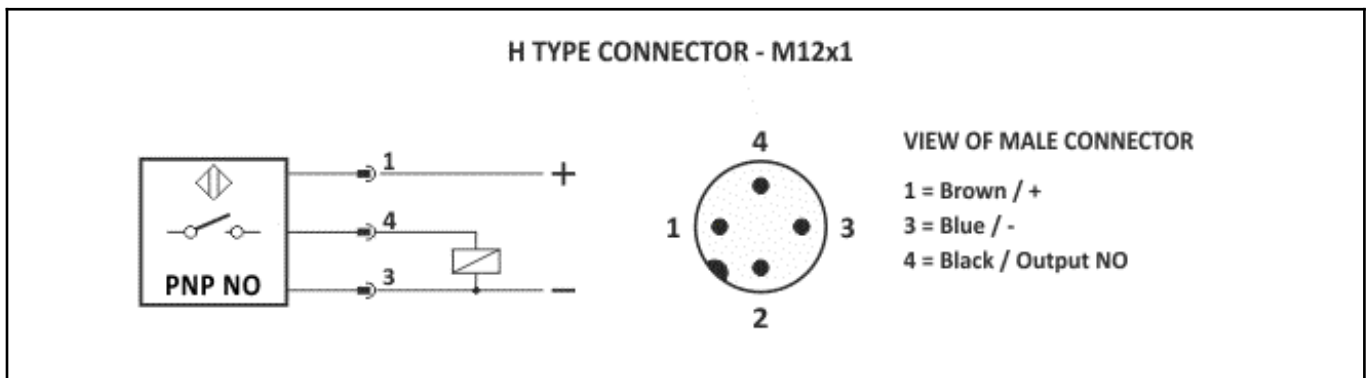 H TYPE CONNECTOR - M12x1
1
+
4
3
PNP NO
−
4
1
3
2
VIEW OF MALE CONNECTOR
1 = Brown / +
3 = Blue / -
4 = Black / Output NO